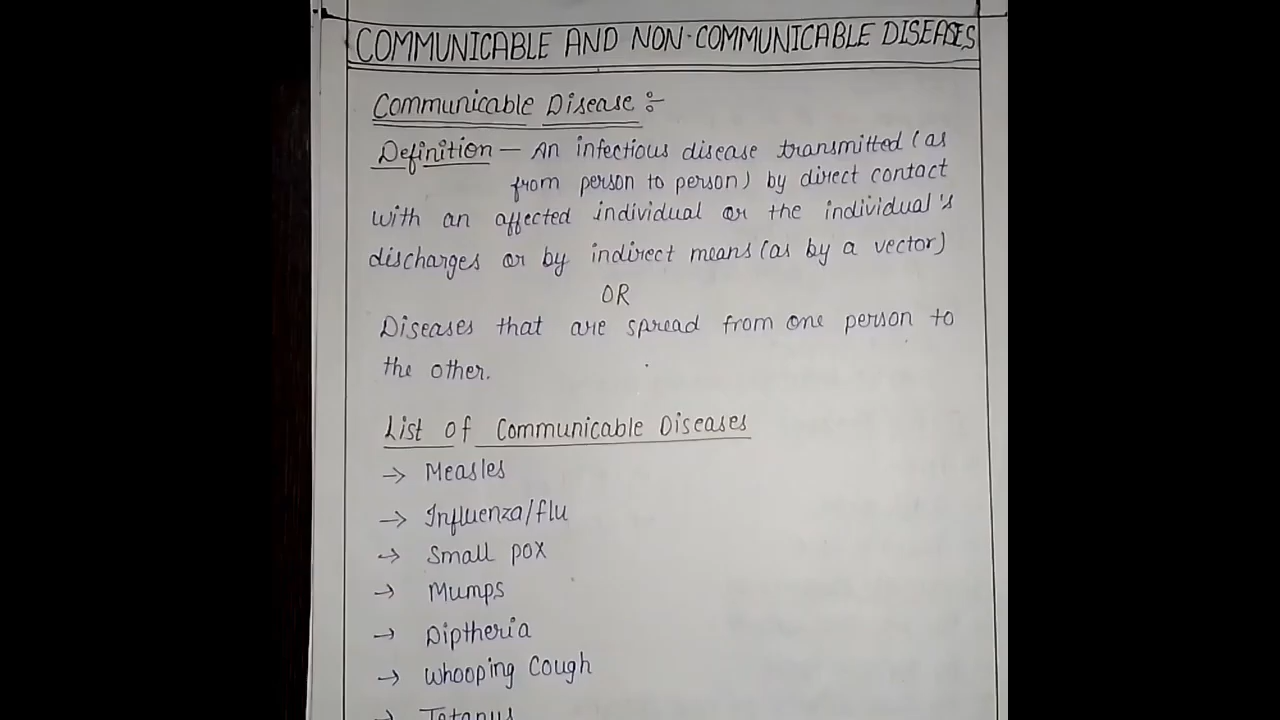 COMMUNICABLE AND NON-COMMUNICABLE DISEASES
Communicable Disease :-
Definition — An infectious disease transmitted (as
from person to person) by direct contact
with an affected individual or the individual's
discharges or by indirect means (as by a vector)
OR
Diseases that are spread from one person to
the other.
List of Communicable Diseases
→ Measles
→ Influenza/flu
→ Small pox
→ Mumps
→ Diptheria
→ Whooping Cough
→ Tetanus